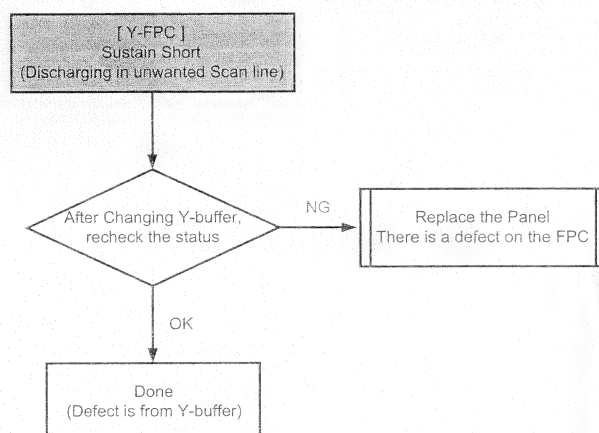 [ Y-FPC ]
Sustain Short
(Discharging in unwanted Scan line)
After Changing Y-buffer,
recheck the status
NG
Replace the Panel
There is a defect on the FPC
OK
Done
(Defect is from Y-buffer)